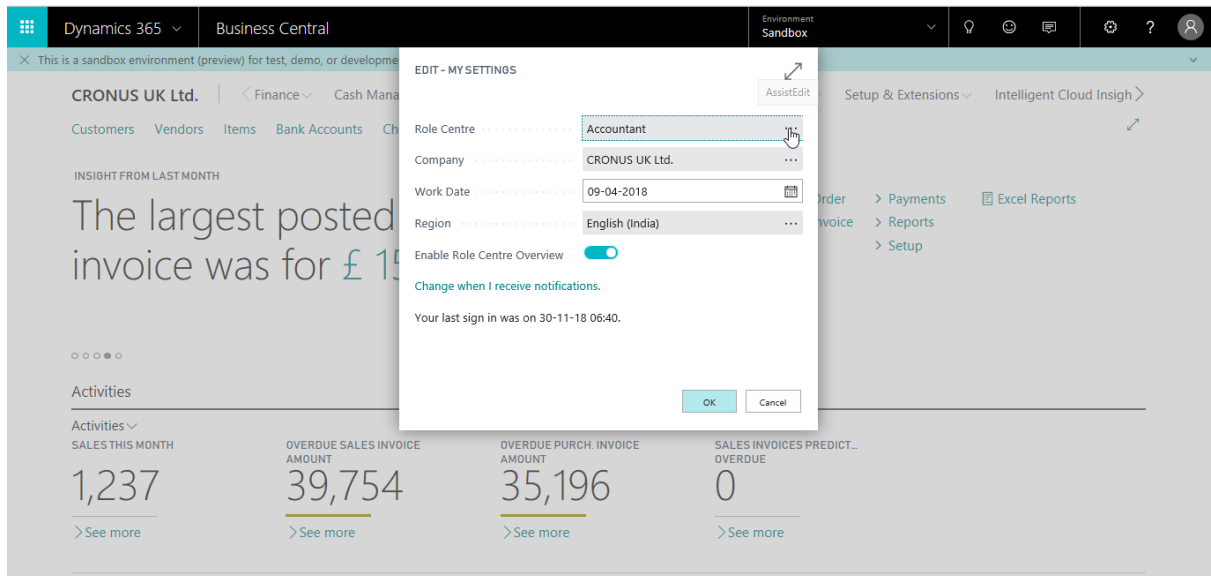 Dynamics 365 Business Central Environment Sandbox ?
This is a sandbox environment (preview) for test, demo, or developme
EDIT - MY SETTINGS
AssistEdit
CRONUS UK Ltd. Finance Cash Mana Setup & Extensions Intelligent Cloud Insigh
Customers Vendors Items Bank Accounts Ch
Role Centre Accountant ...
Company CRONUS UK Ltd. ...
Work Date 09-04-2018
Region English (India) ...
Enable Role Centre Overview
Change when I receive notifications.
Your last sign in was on 30-11-18 06:40.
OK Cancel
INSIGHT FROM LAST MONTH
The largest posted
invoice was for £ 15
Order > Payments Excel Reports
nvoice > Reports
> Setup
Activities
Activities
SALES THIS MONTH
1,237
> See more
OVERDUE SALES INVOICE
AMOUNT
39,754
> See more
OVERDUE PURCH. INVOICE
AMOUNT
35,196
> See more
SALES INVOICES PREDICT...
OVERDUE
0
> See more